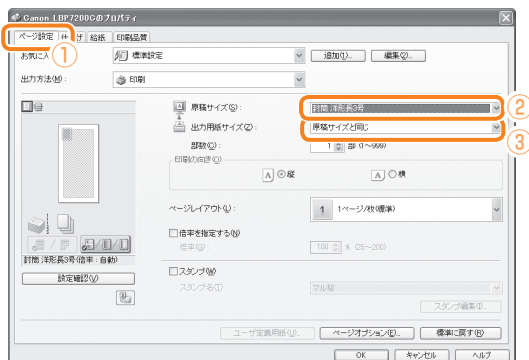 Canon LBP7200Cのプロパティ
ページ設定 仕上げ 給紙 印刷品質
①
お気に入
標準設定
追加(1)...
編集(2)...
出力方法(M):
印刷
原稿サイズ(S):
封筒 洋形長3号
②
出力用紙サイズ(Z):
原稿サイズと同じ
③
部数(C):
1 部 (1~999)
印刷の向き(O)
A 縦
A 横
ページレイアウト(L):
1 1ページ/枚(標準)
倍率を指定する(N)
倍率(G):
100 % (25~200)
封筒 洋形長3号(倍率:自動)
設定確認(V)
スタンプ(W)
スタンプ名(T):
マル秘
スタンプ編集(I)...
ユーザ定義用紙(U)...
ページオプション(E)...
標準に戻す(R)
OK
キャンセル
ヘルプ